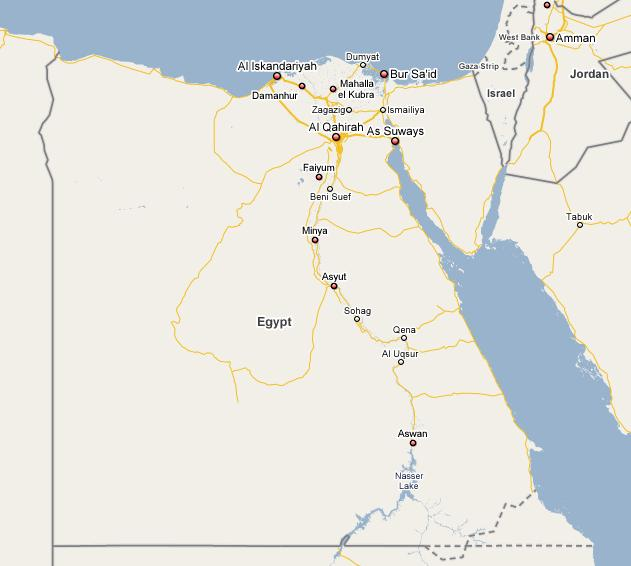 West Bank
Amman
Dumyat
Al Iskandariyah
Gaza Strip
Bur Sa'id
Jordan
Damanhur
Mahalla
el Kubra
Israel
Zagazig
Ismailiya
Al Qahirah
As Suways
Faiyum
Beni Suef
Tabuk
Minya
Asyut
Sohag
Egypt
Qena
Al Uqsur
Aswan
Nasser
Lake